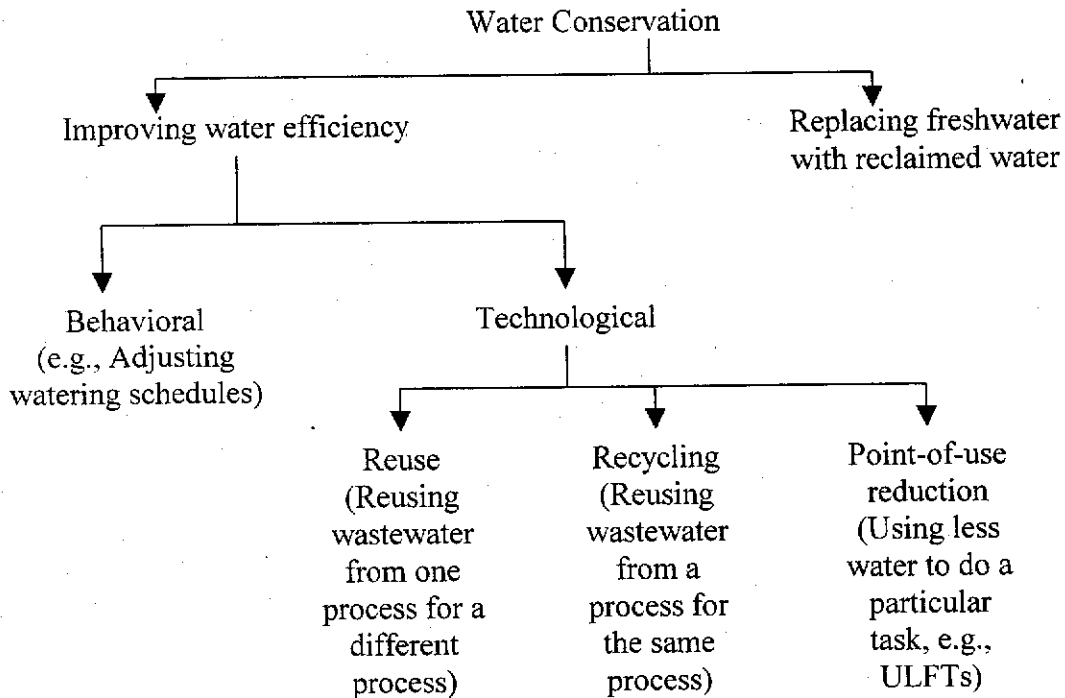 Water Conservation
Improving water efficiency
Replacing freshwater
with reclaimed water
Behavioral
(e.g., Adjusting
watering schedules)
Technological
Reuse
(Reusing
wastewater
from one
process for a
different
process)
Recycling
(Reusing
wastewater
from a
process for
the same
process)
Point-of-use
reduction
(Using less
water to do a
particular
task, e.g.,
ULFTs)